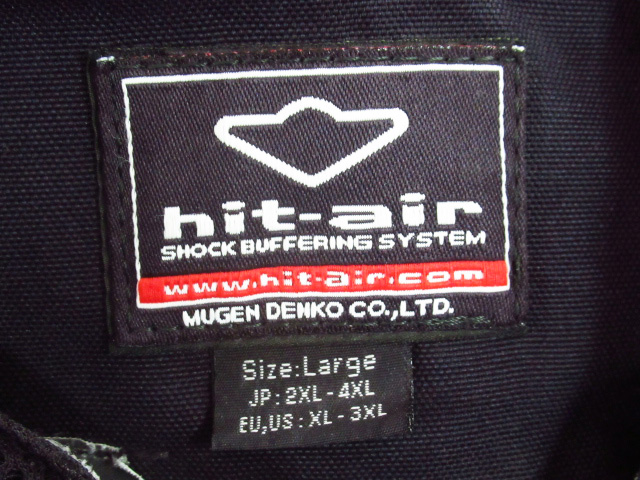 hit-air
SHOCK BUFFERING SYSTEM
www.hit-air.com
MUGEN DENKO CO.,LTD.
Size:Large
JP: 2XL-4XL
EU,US: XL-3XL